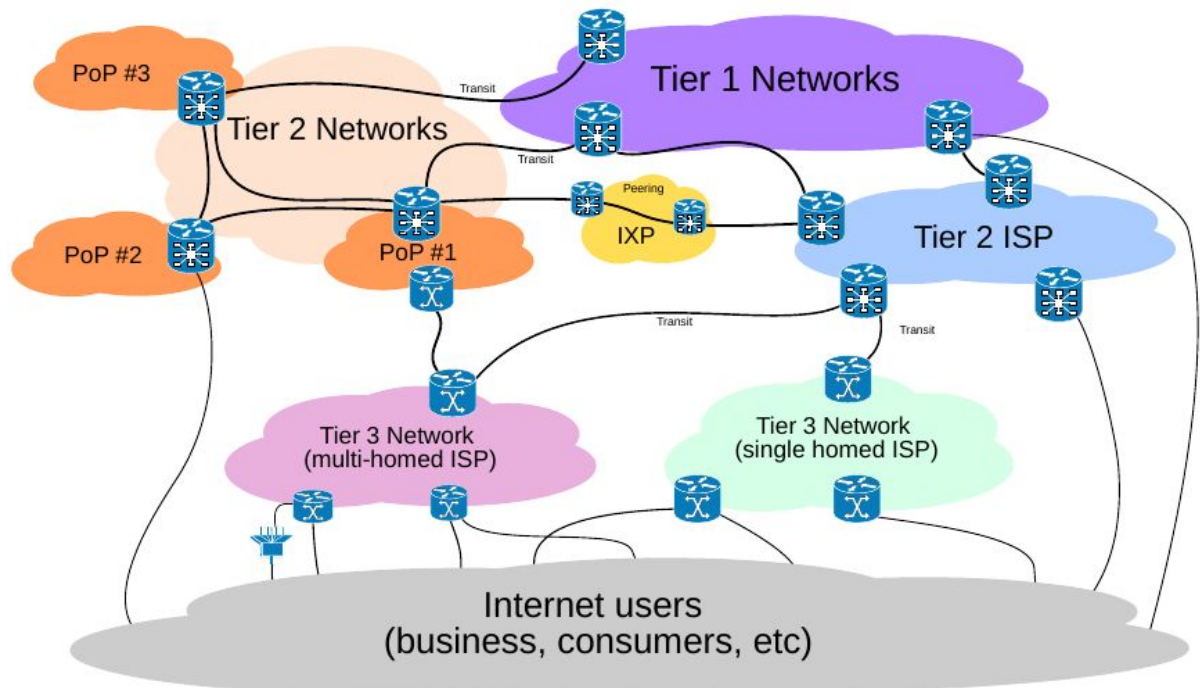 PoP #3
Tier 1 Networks
Transit
Tier 2 Networks
Transit
Peering
IXP
Tier 2 ISP
PoP #2
PoP #1
Transit
Transit
Tier 3 Network
(multi-homed ISP)
Tier 3 Network
(single homed ISP)
Internet users
(business, consumers, etc)